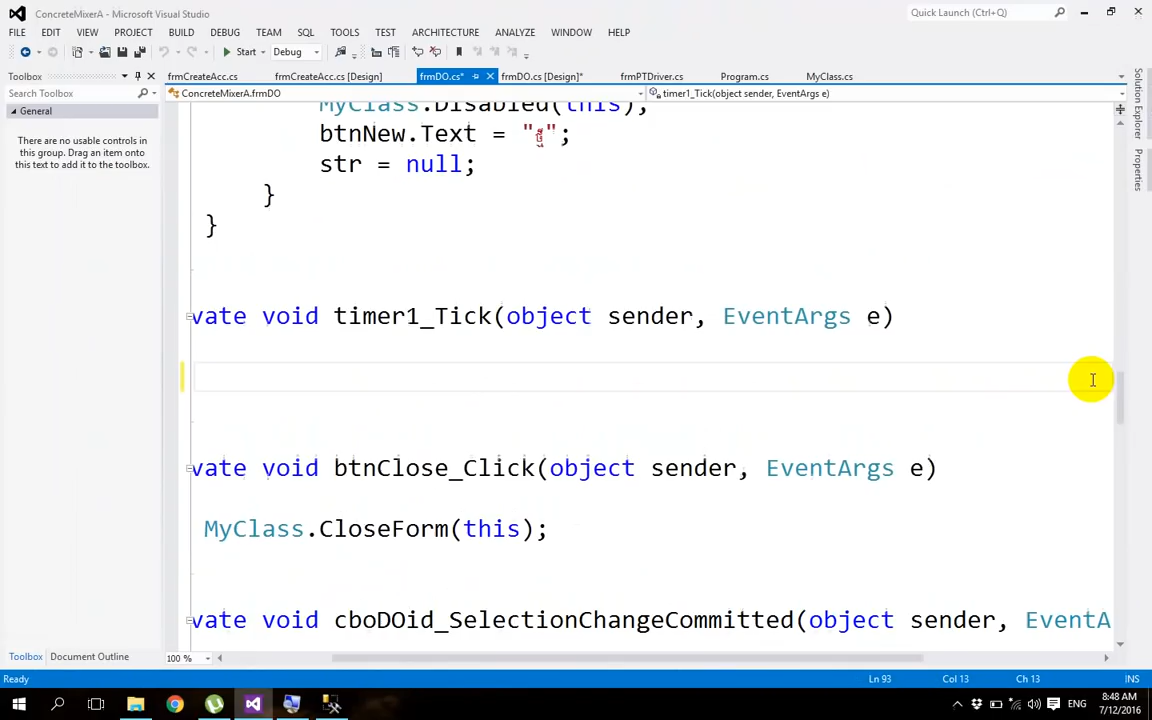 ConcreteMixerA - Microsoft Visual Studio
Quick Launch (Ctrl+Q)
FILE EDIT VIEW PROJECT BUILD DEBUG TEAM SQL TOOLS TEST ARCHITECTURE ANALYZE WINDOW HELP
Start Debug
Toolbox
frmCreateAcc.cs frmCreateAcc.cs [Design] frmDO.cs* frmDO.cs [Design]* frmPTDriver.cs Program.cs MyClass.cs
Search Toolbox
ConcreteMixerA.frmDO
timer1_Tick(object sender, EventArgs e)
General
There are no usable controls in
this group. Drag an item onto
this text to add it to the toolbox.
MyClass.Disabled(this);
btnNew.Text = "ថ្មី";
str = null;
}
}
vate void timer1_Tick(object sender, EventArgs e)
vate void btnClose_Click(object sender, EventArgs e)
MyClass.CloseForm(this);
vate void cboDOid_SelectionChangeCommitted(object sender, EventA
Solution Explorer
Properties
100 %
Toolbox Document Outline
Ready
Ln 93 Col 13 Ch 13 INS
ENG
8:48 AM
7/12/2016